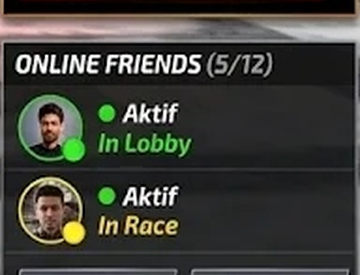 ONLINE FRIENDS (5/12)
Aktif
In Lobby
Aktif
In Race